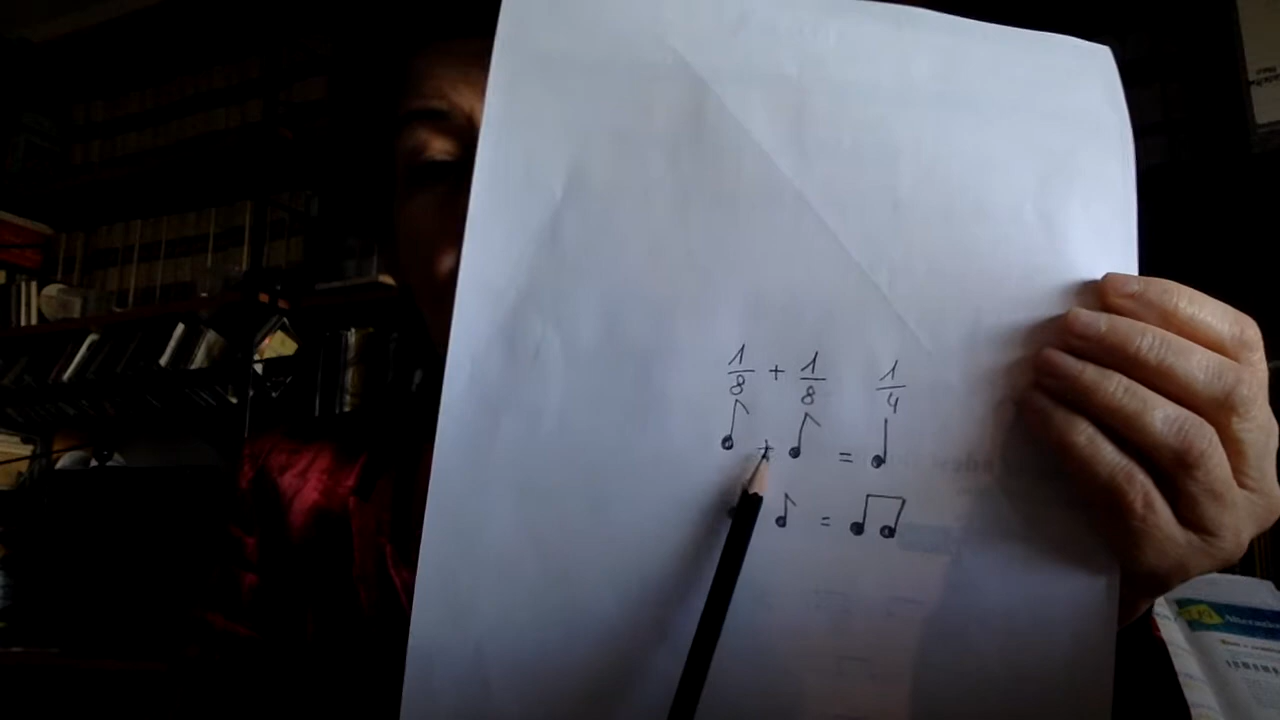 1/8 + 1/8 1/4
♪ + ♪ = ♩
♪ = ♫